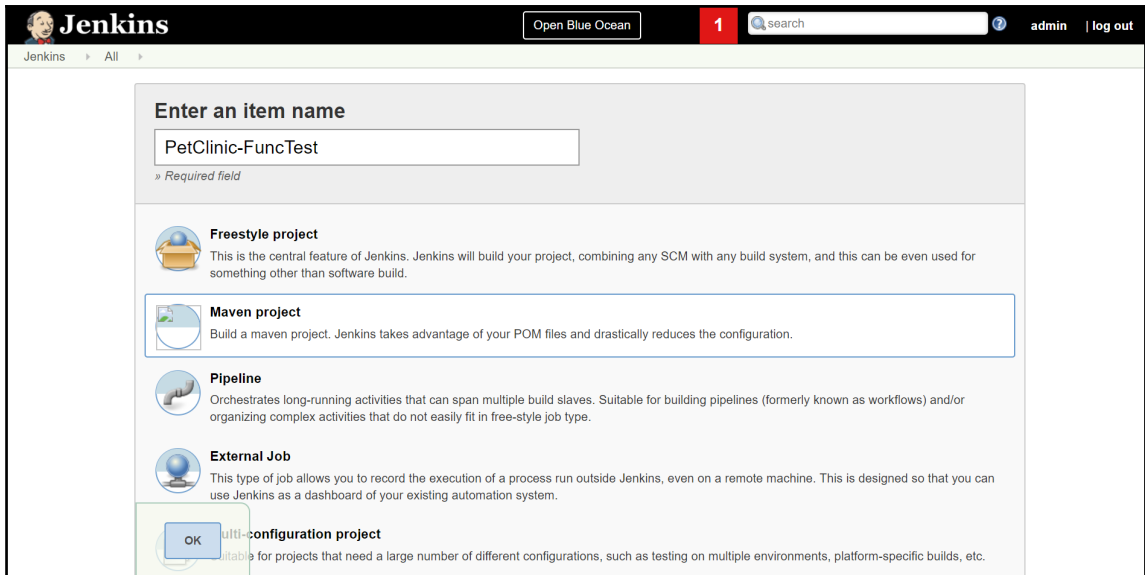 Jenkins
Open Blue Ocean
1
search
admin
| log out
Jenkins
All
Enter an item name
PetClinic-FuncTest
» Required field
Freestyle project
This is the central feature of Jenkins. Jenkins will build your project, combining any SCM with any build system, and this can be even used for
something other than software build.
Maven project
Build a maven project. Jenkins takes advantage of your POM files and drastically reduces the configuration.
Pipeline
Orchestrates long-running activities that can span multiple build slaves. Suitable for building pipelines (formerly known as workflows) and/or
organizing complex activities that do not easily fit in free-style job type.
External Job
This type of job allows you to record the execution of a process run outside Jenkins, even on a remote machine. This is designed so that you can
use Jenkins as a dashboard of your existing automation system.
OK
ulti-configuration project
Suitable for projects that need a large number of different configurations, such as testing on multiple environments, platform-specific builds, etc.